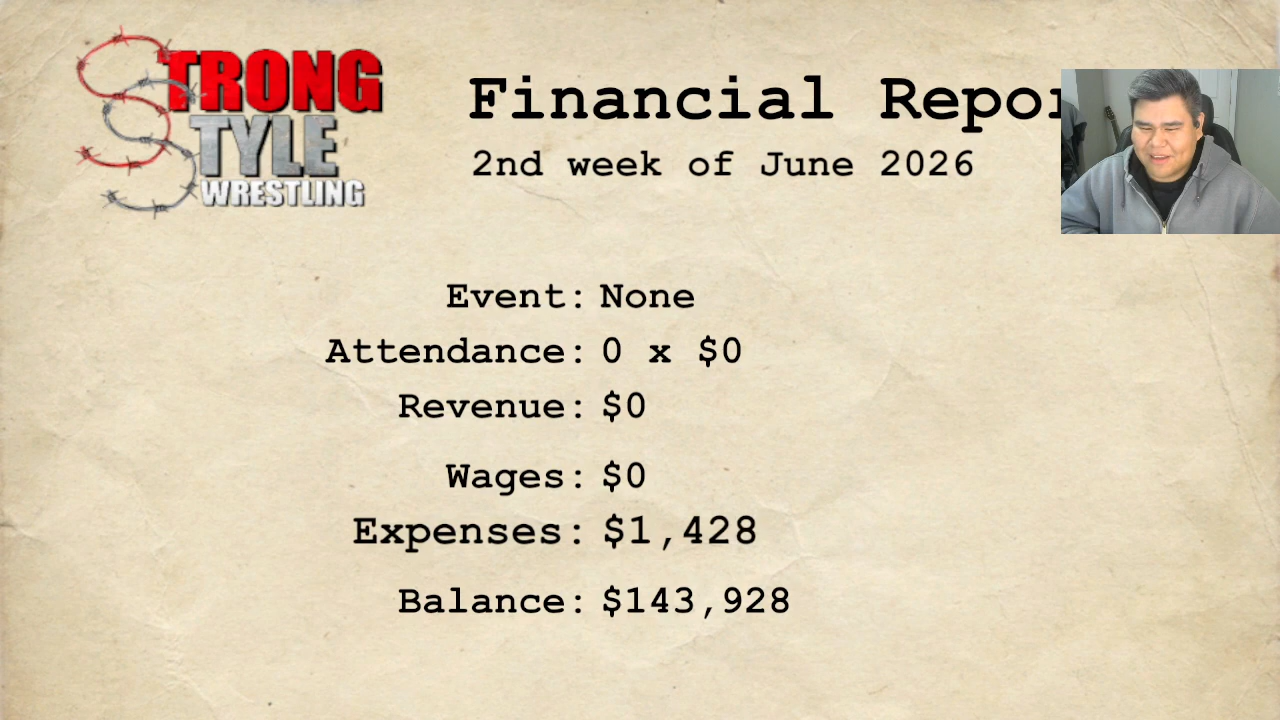 STRONG
STYLE
WRESTLING
Financial Repor
2nd week of June 2026
Event: None
Attendance: 0 x $0
Revenue: $0
Wages: $0
Expenses: $1,428
Balance: $143,928